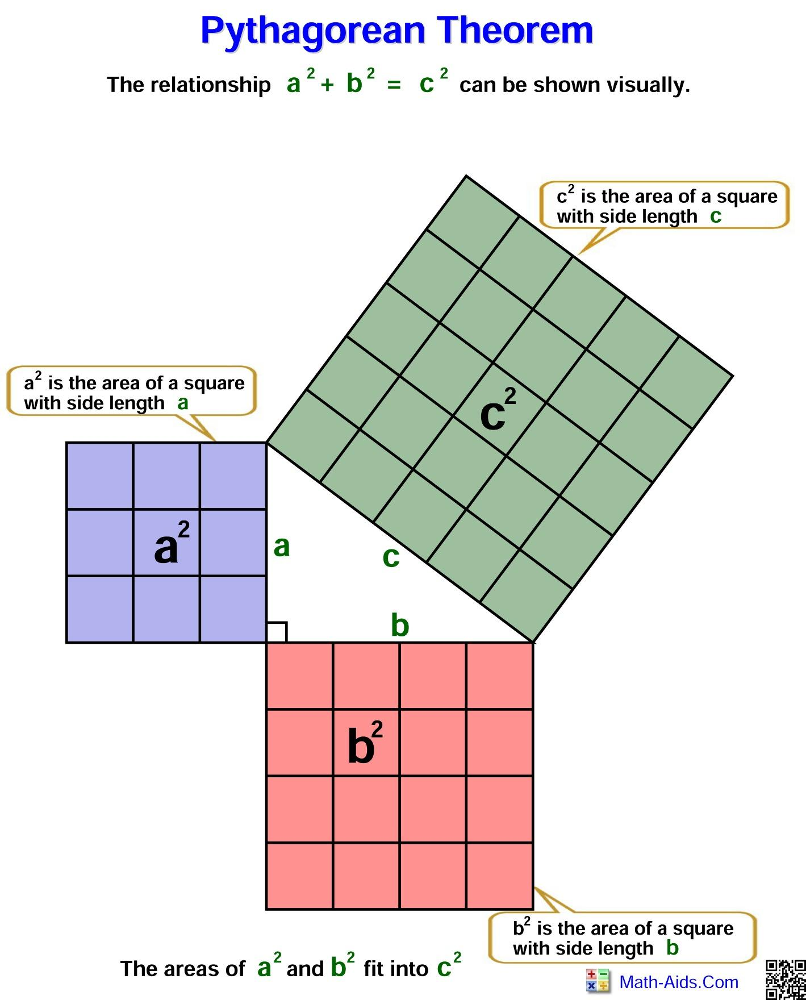 Pythagorean Theorem
The relationship a² + b² = c² can be shown visually.
c² is the area of a square
with side length c
a² is the area of a square
with side length a
c²
a²
a
c
b
b²
b² is the area of a square
with side length b
The areas of a² and b² fit into c²
Math-Aids.Com